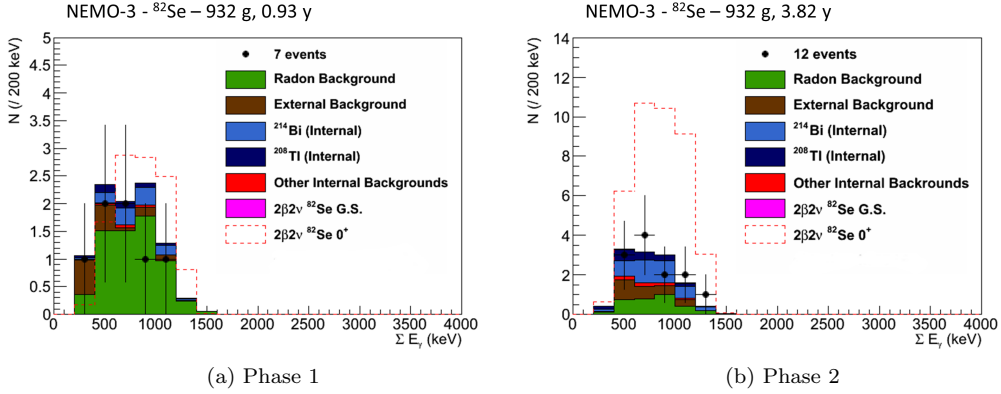 NEMO-3 - ⁸²Se – 932 g, 0.93 y
N (/ 200 keV)
5
4.5
4
3.5
3
2.5
2
1.5
1
0.5
0
7 events
Radon Background
External Background
²¹⁴Bi (Internal)
²⁰⁸Tl (Internal)
Other Internal Backgrounds
2β2ν ⁸²Se G.S.
2β2ν ⁸²Se 0⁺
0 500 1000 1500 2000 2500 3000 3500 4000
Σ Eγ (keV)
(a) Phase 1
NEMO-3 - ⁸²Se – 932 g, 3.82 y
N (/ 200 keV)
14
12
10
8
6
4
2
0
12 events
Radon Background
External Background
²¹⁴Bi (Internal)
²⁰⁸Tl (Internal)
Other Internal Backgrounds
2β2ν ⁸²Se G.S.
2β2ν ⁸²Se 0⁺
0 500 1000 1500 2000 2500 3000 3500 4000
Σ Eγ (keV)
(b) Phase 2